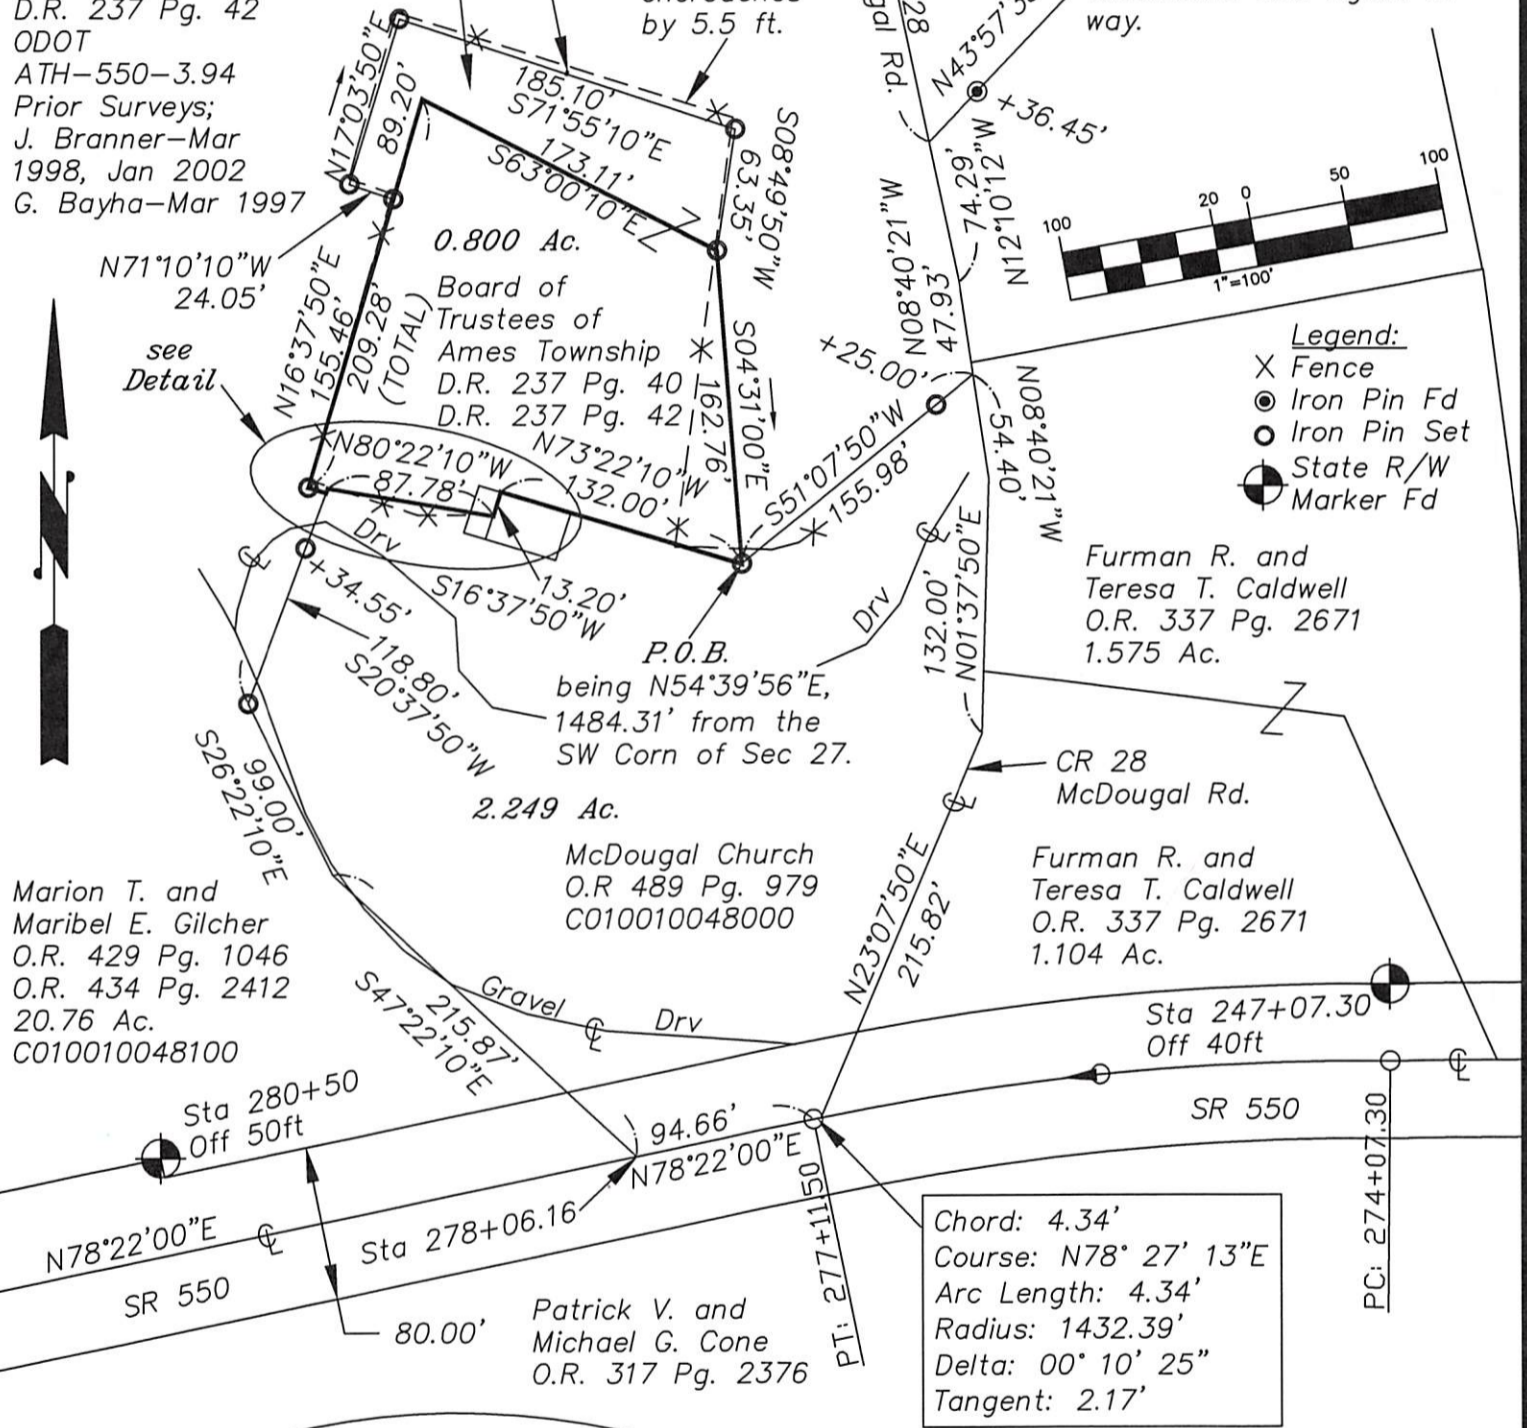 D.R. 237 Pg. 42
ODOT
ATH-550-3.94
Prior Surveys;
J. Branner-Mar
1998, Jan 2002
G. Bayha-Mar 1997
N17°03'50"E
89.20'
185.10'
S71°55'10"E
173.11'
S63°00'10"E
by 5.5 ft.
S08°49'50"W
63.35'
28
gal Rd.
N43°57'
way.
+36.45'
74.29'
N12°10'12"W
N08°40'21"W
47.93'
100
20
0
50
100
1"=100'
N71°10'10"W
24.05'
N16°37'50"E
155.46'
209.28'
(TOTAL)
0.800 Ac.
Board of
Trustees of
Ames Township
D.R. 237 Pg. 40
D.R. 237 Pg. 42
162.76'
S04°31'00"E
see
Detail
N80°22'10"W
87.78'
N73°22'10"W
132.00'
+25.00'
S51°07'50"W
155.98'
N08°40'21"W
54.40'
Legend:
X Fence
Iron Pin Fd
Iron Pin Set
State R/W
Marker Fd
Drv
+34.55'
S16°37'50"W
13.20'
118.80'
S20°37'50"W
P.O.B.
being N54°39'56"E,
1484.31' from the
SW Corn of Sec 27.
Drv
132.00'
N01°37'50"E
Furman R. and
Teresa T. Caldwell
O.R. 337 Pg. 2671
1.575 Ac.
99.00'
S26°22'10"E
2.249 Ac.
McDougal Church
O.R 489 Pg. 979
C010010048000
CR 28
McDougal Rd.
N23°07'50"E
215.82'
Furman R. and
Teresa T. Caldwell
O.R. 337 Pg. 2671
1.104 Ac.
Marion T. and
Maribel E. Gilcher
O.R. 429 Pg. 1046
O.R. 434 Pg. 2412
20.76 Ac.
C010010048100
215.87'
S47°22'10"E
Gravel Drv
Sta 247+07.30
Off 40ft
SR 550
Sta 280+50
Off 50ft
94.66'
N78°22'00"E
Sta 278+06.16
N78°22'00"E
SR 550
80.00'
PT: 277+11.50
PC: 274+07.30
Patrick V. and
Michael G. Cone
O.R. 317 Pg. 2376
Chord: 4.34'
Course: N78° 27' 13"E
Arc Length: 4.34'
Radius: 1432.39'
Delta: 00° 10' 25"
Tangent: 2.17'